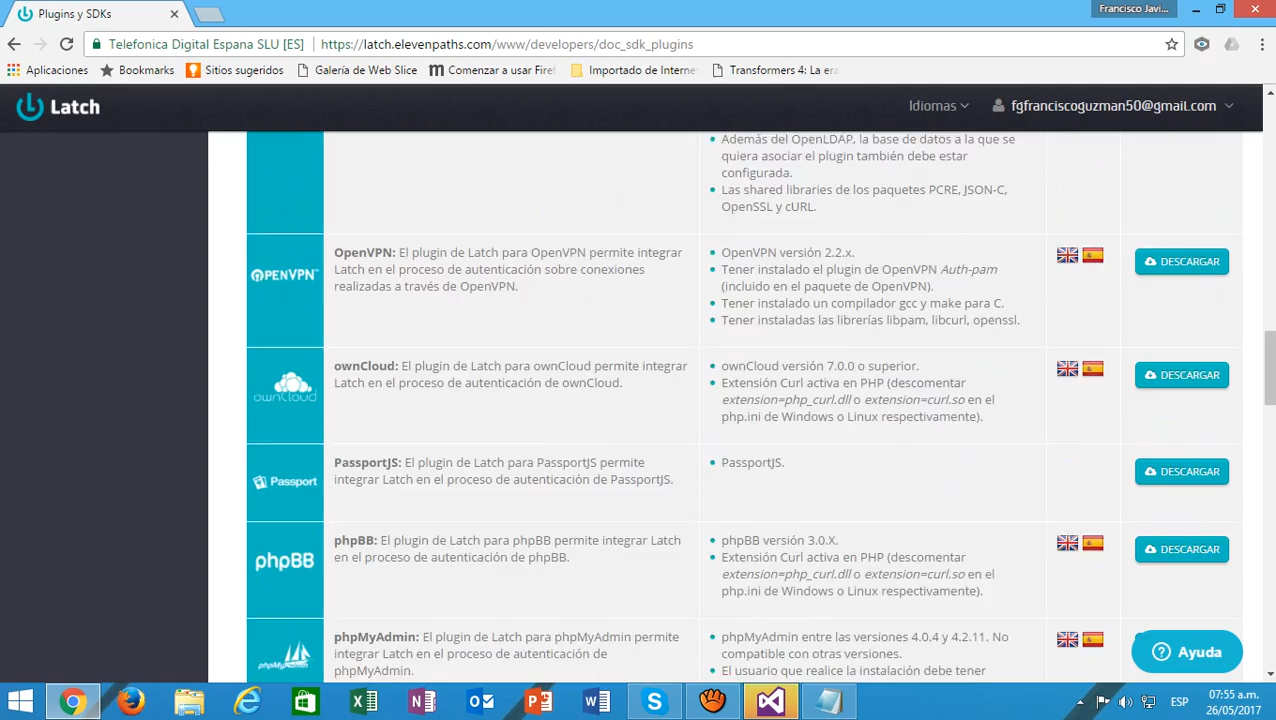 Plugins y SDKs
Francisco Javi...
Telefonica Digital Espana SLU [ES]
https://latch.elevenpaths.com/www/developers/doc_sdk_plugins
Aplicaciones
Bookmarks
Sitios sugeridos
Galería de Web Slice
Comenzar a usar Firef
Importado de Interne
Transformers 4: La era
Latch
Idiomas
fgfranciscoguzman50@gmail.com
Además del OpenLDAP, la base de datos a la que se
quiera asociar el plugin también debe estar
configurada.
Las shared libraries de los paquetes PCRE, JSON-C,
OpenSSL y cURL.
OPENVPN™
OpenVPN: El plugin de Latch para OpenVPN permite integrar
Latch en el proceso de autenticación sobre conexiones
realizadas a través de OpenVPN.
OpenVPN versión 2.2.x.
Tener instalado el plugin de OpenVPN Auth-pam
(incluido en el paquete de OpenVPN).
Tener instalado un compilador gcc y make para C.
Tener instaladas las librerías libpam, libcurl, openssl.
DESCARGAR
ownCloud
ownCloud: El plugin de Latch para ownCloud permite integrar
Latch en el proceso de autenticación de ownCloud.
ownCloud versión 7.0.0 o superior.
Extensión Curl activa en PHP (descomentar
extension=php_curl.dll o extension=curl.so en el
php.ini de Windows o Linux respectivamente).
DESCARGAR
Passport
PassportJS: El plugin de Latch para PassportJS permite
integrar Latch en el proceso de autenticación de PassportJS.
PassportJS.
DESCARGAR
phpBB
phpBB: El plugin de Latch para phpBB permite integrar Latch
en el proceso de autenticación de phpBB.
phpBB versión 3.0.X.
Extensión Curl activa en PHP (descomentar
extension=php_curl.dll o extension=curl.so en el
php.ini de Windows o Linux respectivamente).
DESCARGAR
phpMyAdmin
phpMyAdmin: El plugin de Latch para phpMyAdmin permite
integrar Latch en el proceso de autenticación de
phpMyAdmin.
phpMyAdmin entre las versiones 4.0.4 y 4.2.11. No
compatible con otras versiones.
El usuario que realice la instalación debe tener
Ayuda
ESP
07:55 a.m.
26/05/2017